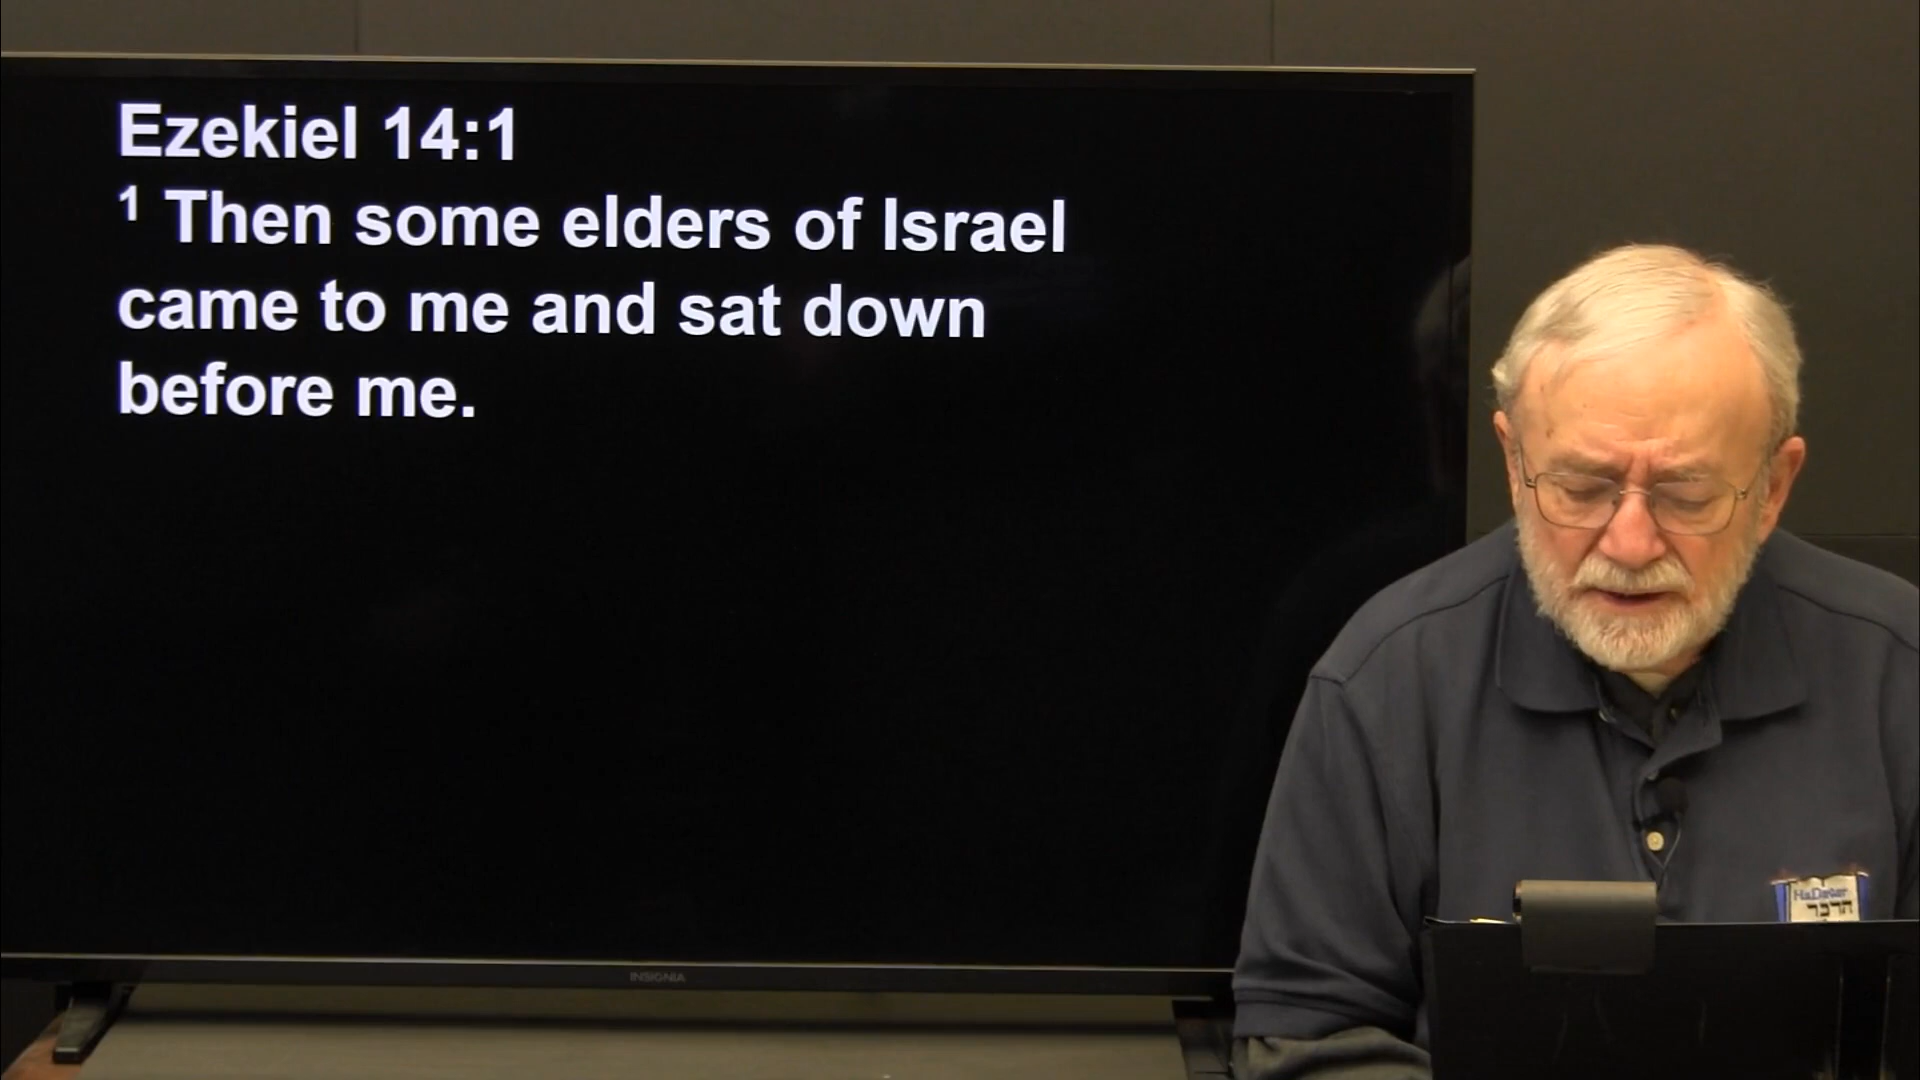 Ezekiel 14:1
1 Then some elders of Israel
came to me and sat down
before me.
INSIGNIA
HaDavar
הדבר